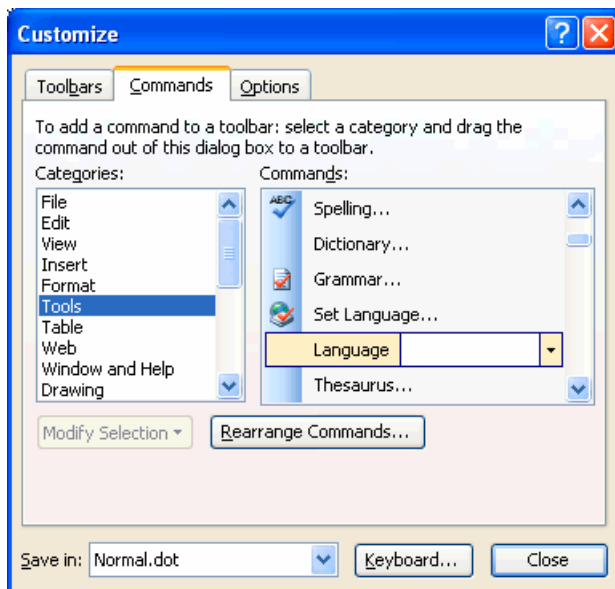 Customize
Toolbars Commands Options
To add a command to a toolbar: select a category and drag the
command out of this dialog box to a toolbar.
Categories:
File
Edit
View
Insert
Format
Tools
Table
Web
Window and Help
Drawing
Commands:
ABC
Spelling...
Dictionary...
Grammar...
Set Language...
Language
Thesaurus...
Modify Selection
Rearrange Commands...
Save in: Normal.dot
Keyboard...
Close